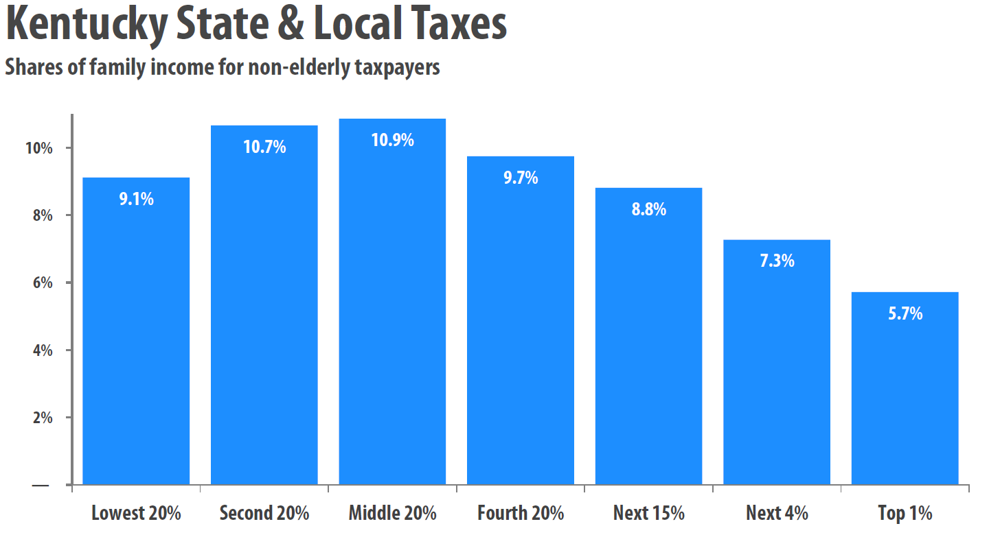 Kentucky State & Local Taxes
Shares of family income for non-elderly taxpayers
10%
8%
6%
4%
2%
—
9.1%
10.7%
10.9%
9.7%
8.8%
7.3%
5.7%
Lowest 20%
Second 20%
Middle 20%
Fourth 20%
Next 15%
Next 4%
Top 1%